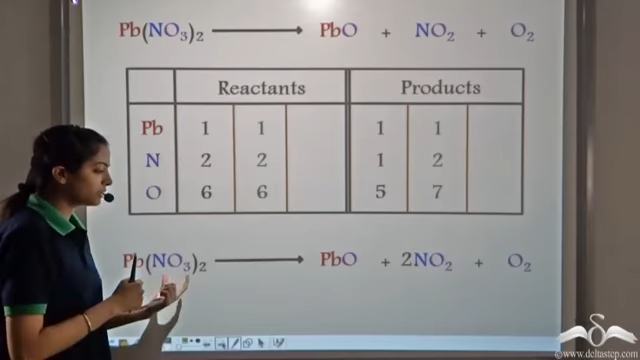 Pb(NO₃)₂ ⟶ PbO + NO₂ + O₂
Reactants Products
Pb 1 1 1 1
N 2 2 1 2
O 6 6 5 7
Pb(NO₃)₂ ⟶ PbO + 2NO₂ + O₂
©www.deltastep.com